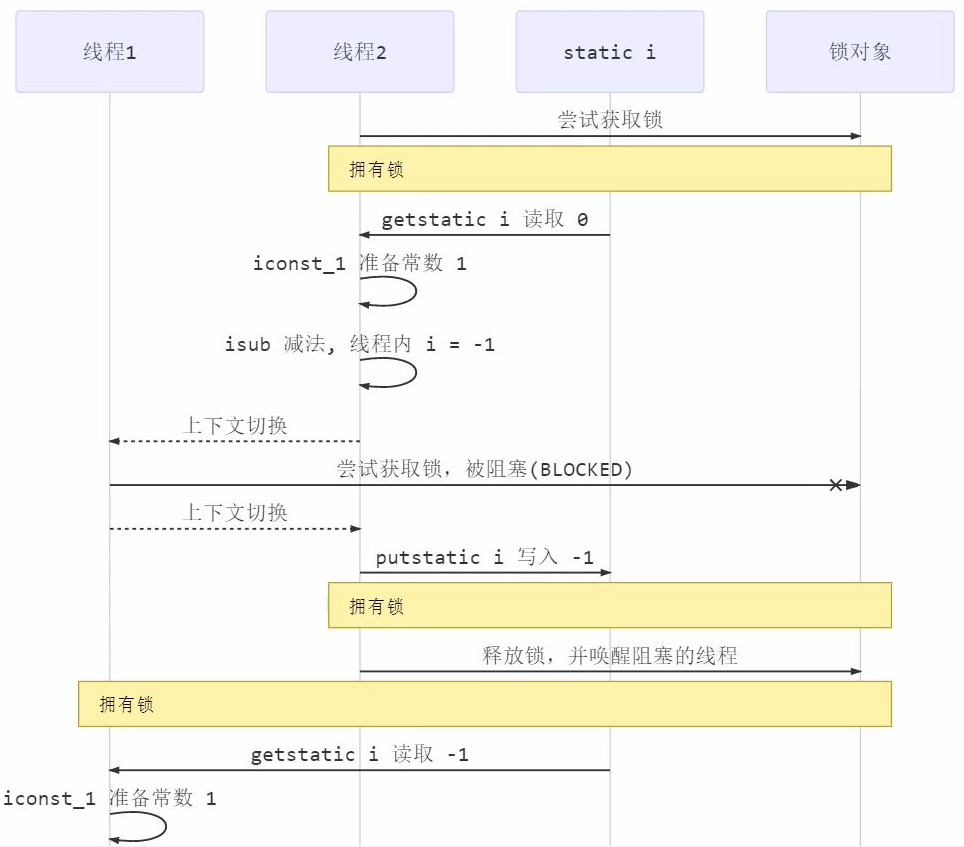 线程1
线程2
static i
锁对象
尝试获取锁
拥有锁
getstatic i 读取 0
iconst_1 准备常数 1
isub 减法, 线程内 i = -1
上下文切换
尝试获取锁，被阻塞(BLOCKED)
上下文切换
putstatic i 写入 -1
拥有锁
释放锁，并唤醒阻塞的线程
拥有锁
getstatic i 读取 -1
iconst_1 准备常数 1